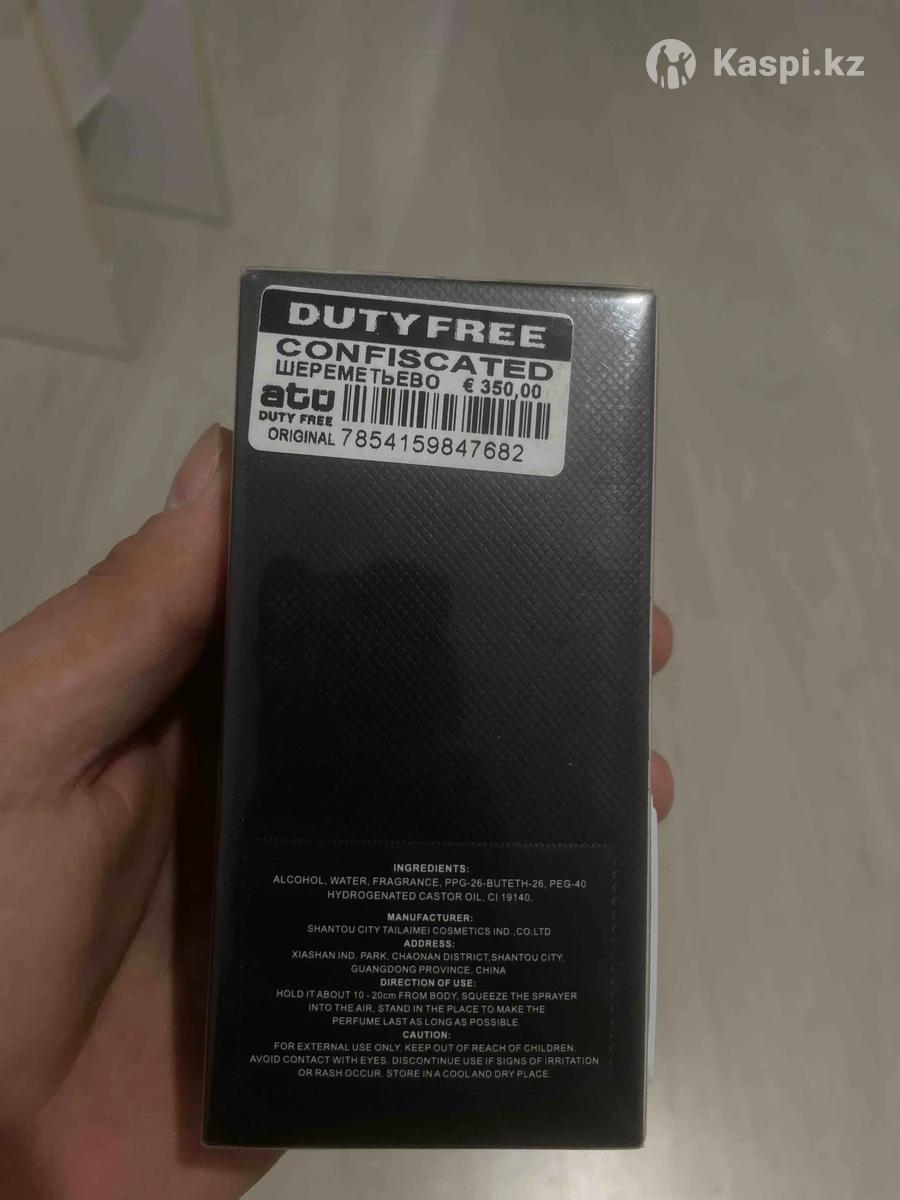 Kaspi.kz
DUTY FREE
CONFISCATED
ШЕРЕМЕТЬЕВО € 350,00
atü
DUTY FREE
ORIGINAL 7854159847682
INGREDIENTS:
ALCOHOL, WATER, FRAGRANCE, PPG-26-BUTETH-26, PEG-40
HYDROGENATED CASTOR OIL, CI 19140.
MANUFACTURER:
SHANTOU CITY TAILAIMEI COSMETICS IND.,CO.LTD
ADDRESS:
XIASHAN IND. PARK, CHAONAN DISTRICT,SHANTOU CITY,
GUANGDONG PROVINCE, CHINA
DIRECTION OF USE:
HOLD IT ABOUT 10 - 20cm FROM BODY, SQUEEZE THE SPRAYER
INTO THE AIR, STAND IN THE PLACE TO MAKE THE
PERFUME LAST AS LONG AS POSSIBLE.
CAUTION:
FOR EXTERNAL USE ONLY. KEEP OUT OF REACH OF CHILDREN.
AVOID CONTACT WITH EYES. DISCONTINUE USE IF SIGNS OF IRRITATION
OR RASH OCCUR. STORE IN A COOL AND DRY PLACE.